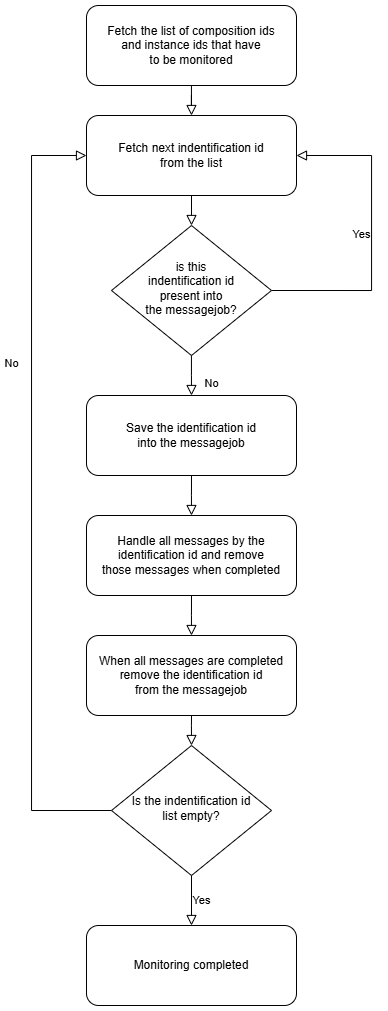 Fetch the list of composition ids
and instance ids that have
to be monitored
Fetch next indentification id
from the list
Yes
is this
indentification id
present into
the messagejob?
No
No
Save the identification id
into the messagejob
Handle all messages by the
identification id and remove
those messages when completed
When all messages are completed
remove the identification id
from the messagejob
Is the indentification id
list empty?
Yes
Monitoring completed